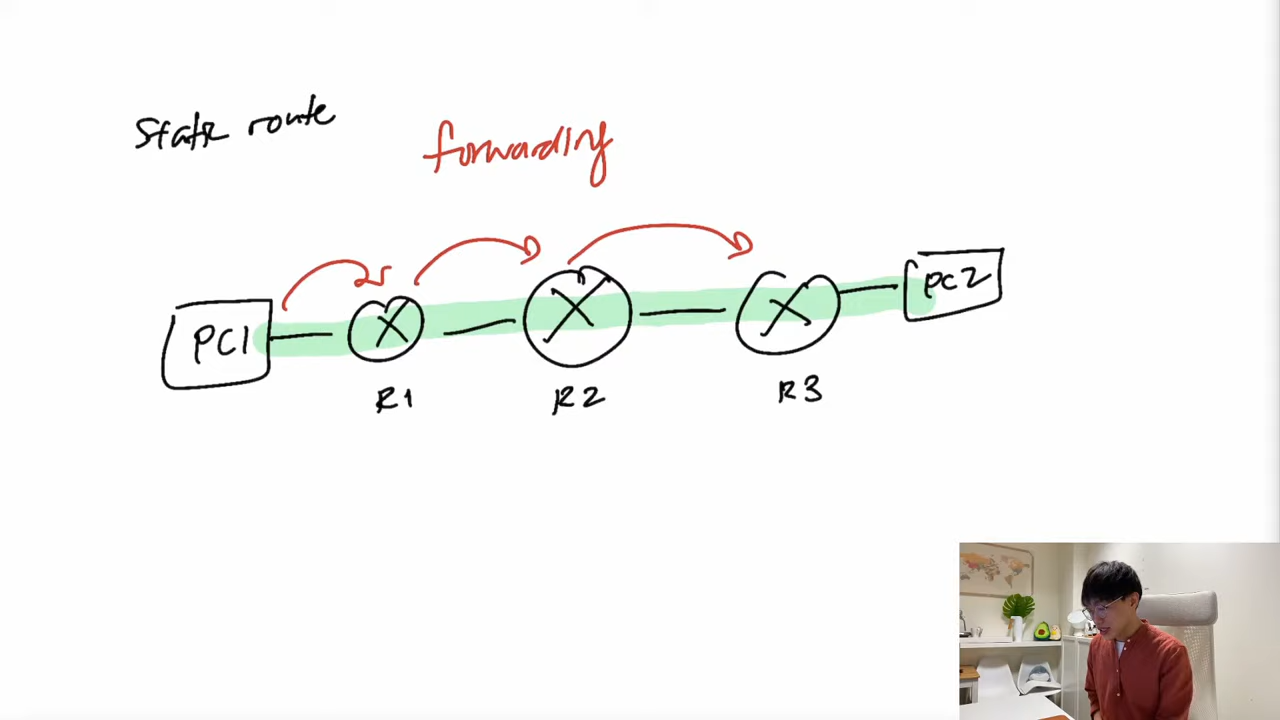 Static route
forwarding
PC1
PC2
R1
R2
R3